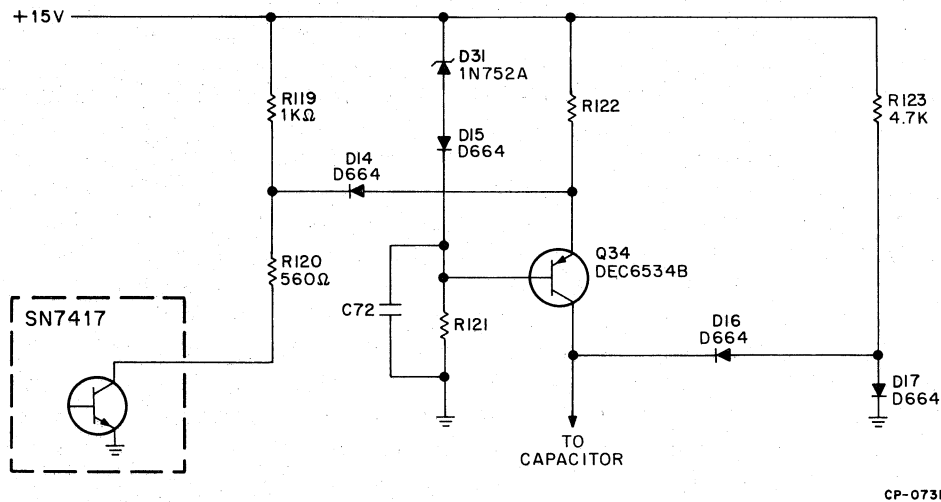 +15V
D31
1N752A
R119
1KΩ
R122
R123
4.7K
D15
D664
D14
D664
R120
560Ω
Q34
DEC6534B
SN7417
C72
R121
D16
D664
D17
D664
TO
CAPACITOR
CP-0731